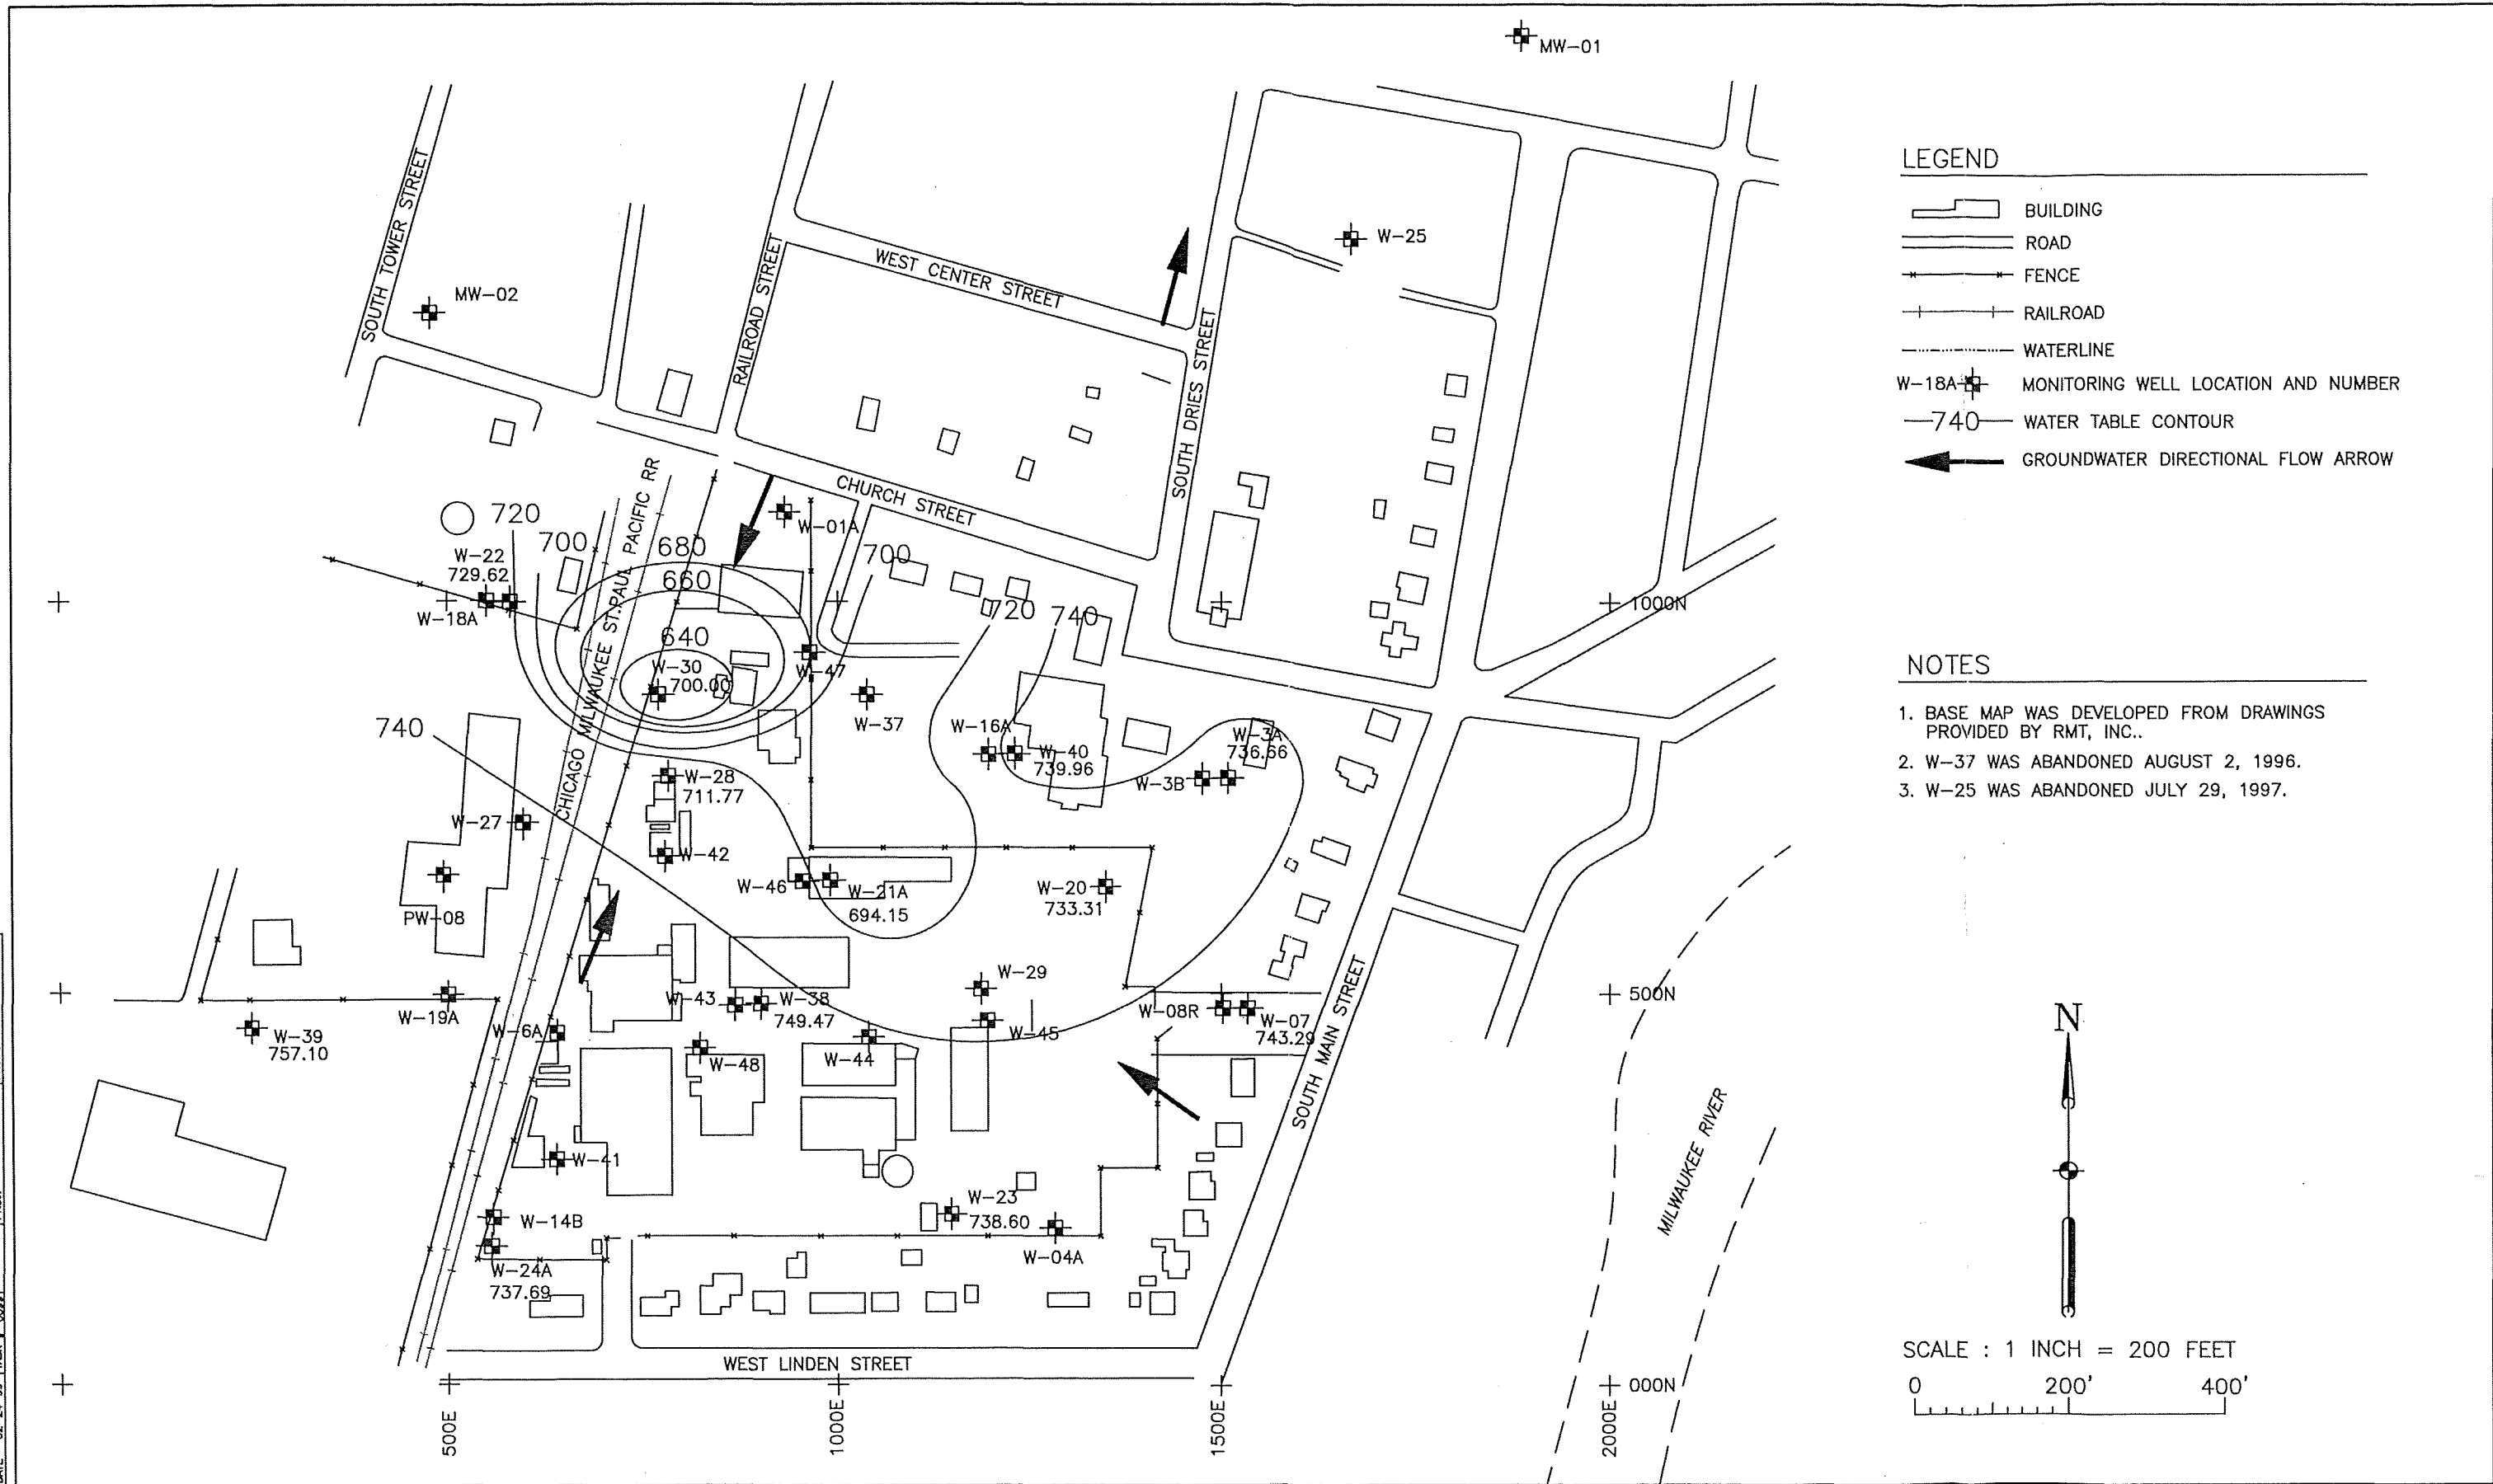 MW-01
SOUTH TOWER STREET
MW-02
RAILROAD STREET
WEST CENTER STREET
W-25
SOUTH DRIES STREET
CHURCH STREET
CHICAGO MILWAUKEE ST.PAUL PACIFIC RR
W-01A
720
700
680
660
640
700
720
740
W-22
729.62
W-18A
1000N
W-30
700.00
W-47
W-37
740
W-16A
W-40
739.96
W-3A
736.66
W-3B
W-28
711.77
W-27
W-42
W-46
W-21A
694.15
W-20
733.31
PW-08
W-29
500N
W-19A
W-43
W-38
749.47
W-08R
W-07
743.29
W-39
757.10
W-6A
W-48
W-44
W-45
SOUTH MAIN STREET
MILWAUKEE RIVER
W-41
W-14B
W-23
738.60
W-04A
W-24A
737.69
WEST LINDEN STREET
000N
500E
1000E
1500E
2000E
LEGEND
BUILDING
ROAD
FENCE
RAILROAD
WATERLINE
W-18A MONITORING WELL LOCATION AND NUMBER
740 WATER TABLE CONTOUR
GROUNDWATER DIRECTIONAL FLOW ARROW
NOTES
1. BASE MAP WAS DEVELOPED FROM DRAWINGS
PROVIDED BY RMT, INC..
2. W-37 WAS ABANDONED AUGUST 2, 1996.
3. W-25 WAS ABANDONED JULY 29, 1997.
N
SCALE : 1 INCH = 200 FEET
0 200' 400'